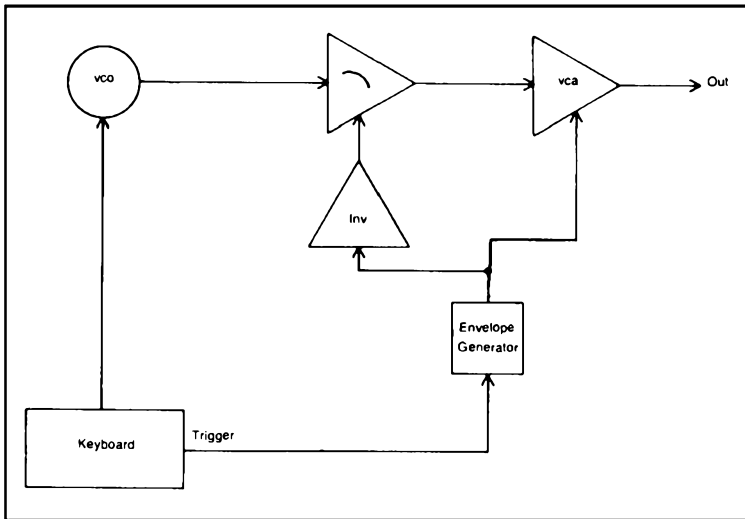 vco
vca
Out
Inv
Envelope
Generator
Keyboard
Trigger